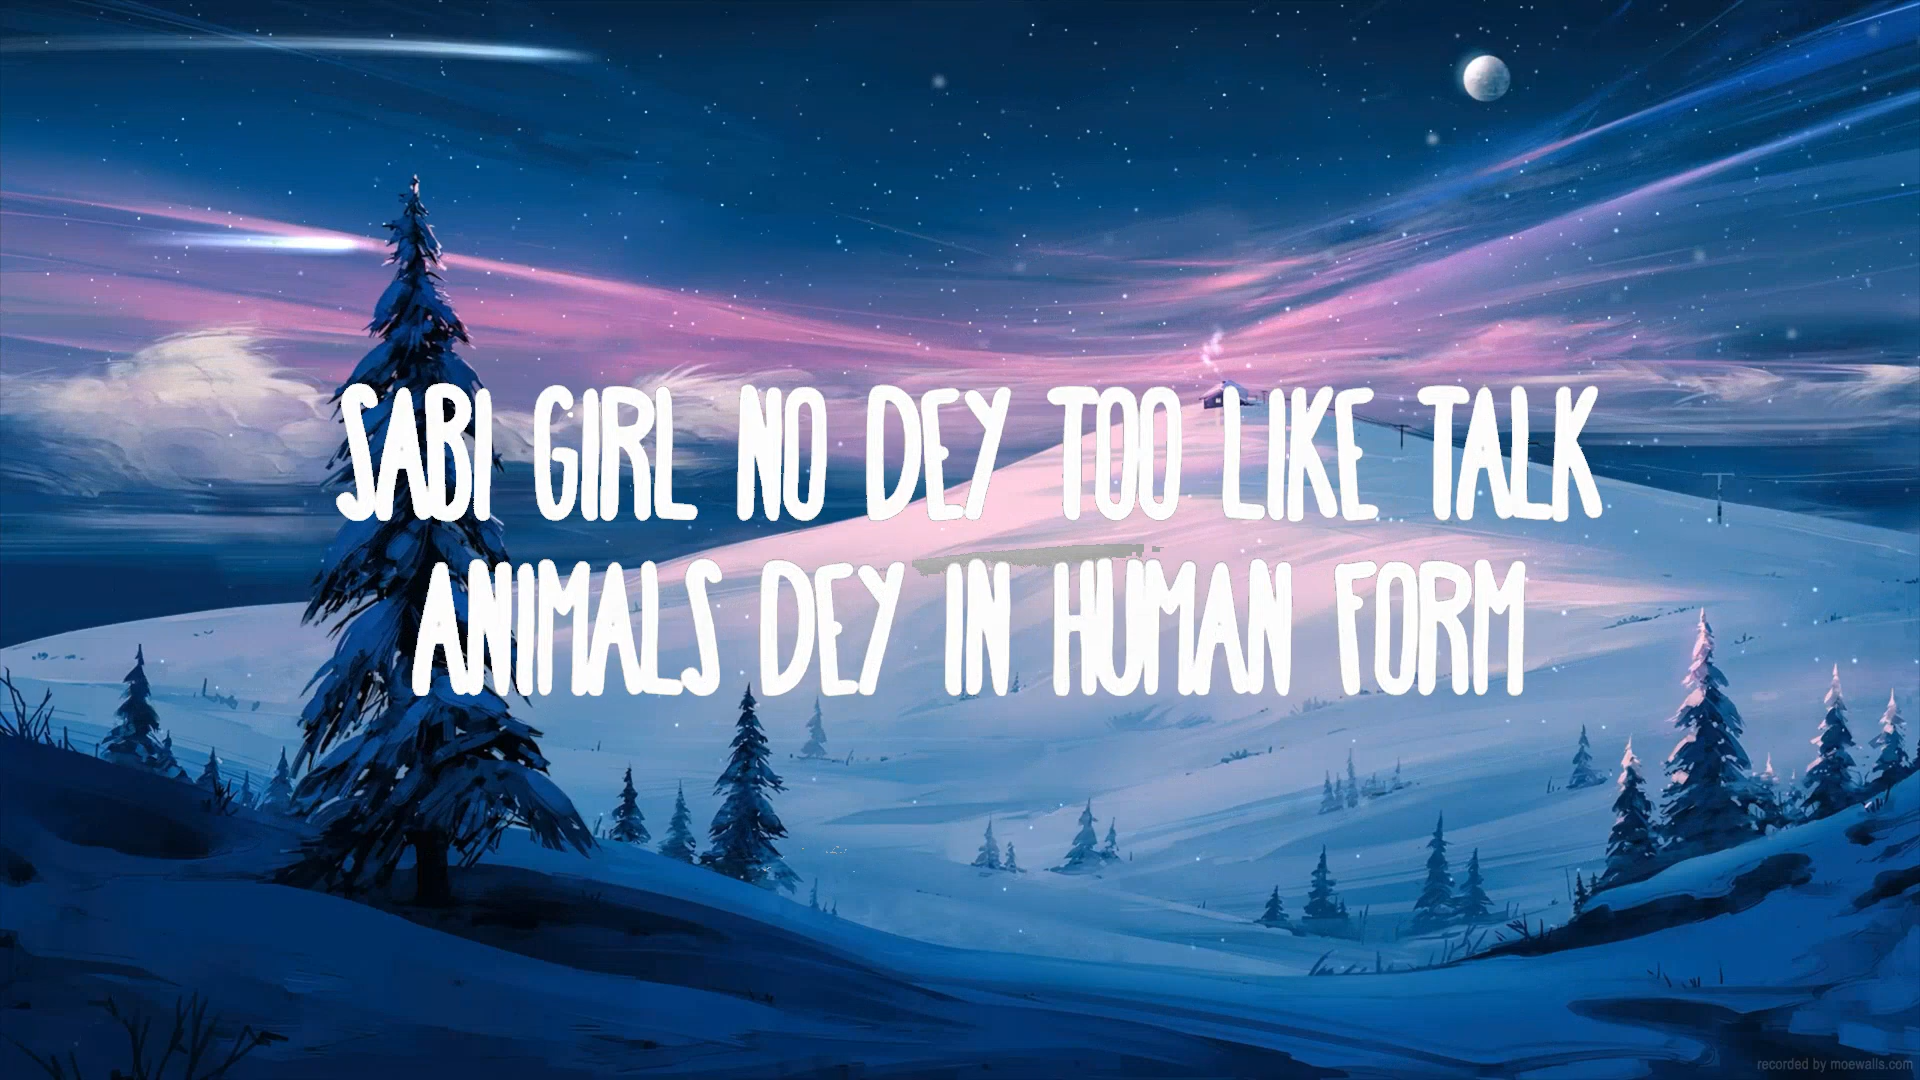 SABI GIRL NO DEY TOO LIKE TALK
ANIMALS DEY IN HUMAN FORM
recorded by moewalls.com